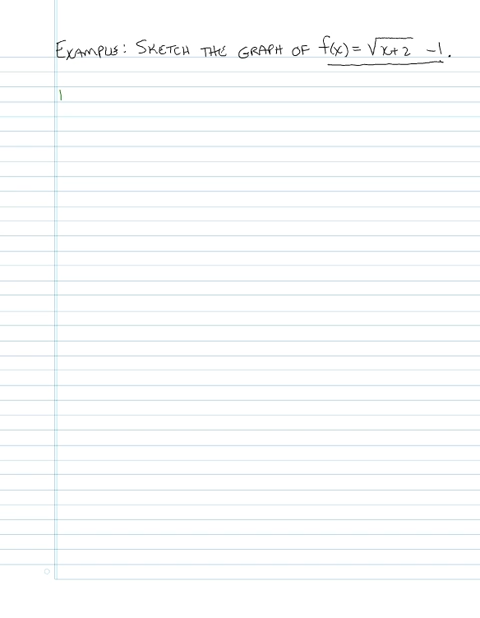 EXAMPLE: SKETCH THE GRAPH OF f(x) = √(x+2) - 1.